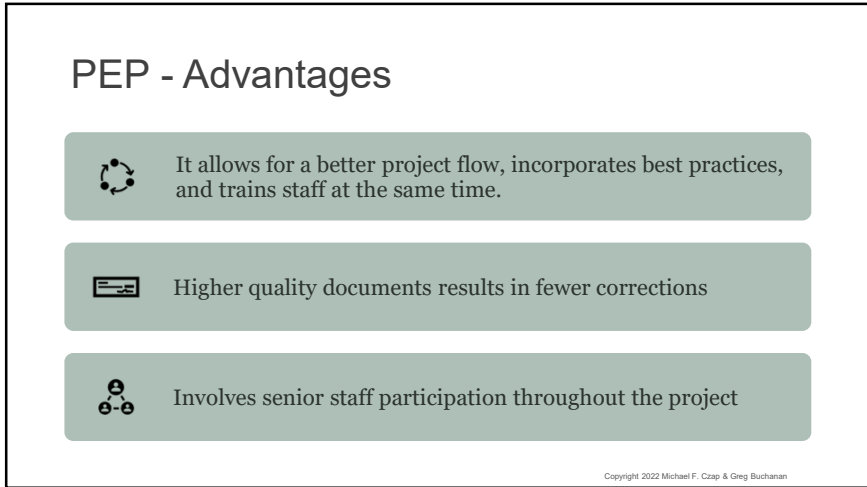 PEP - Advantages
It allows for a better project flow, incorporates best practices,
and trains staff at the same time.
Higher quality documents results in fewer corrections
Involves senior staff participation throughout the project
Copyright 2022 Michael F. Czap & Greg Buchanan